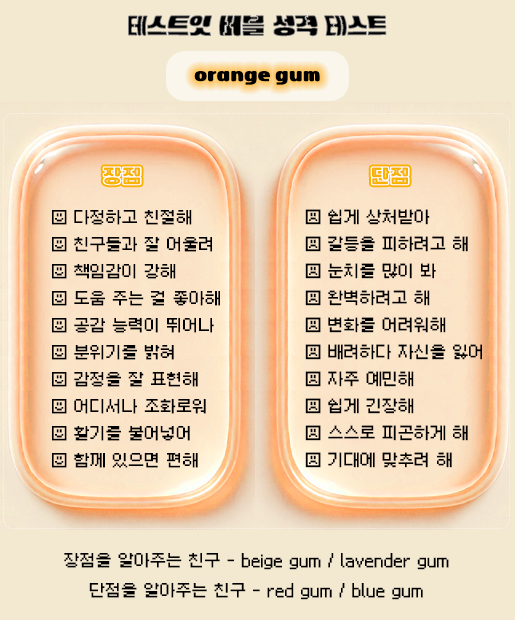 테스트잇 버블 성격 테스트
orange gum
장점
다정하고 친절해
친구들과 잘 어울려
책임감이 강해
도움 주는 걸 좋아해
공감 능력이 뛰어나
분위기를 밝혀
감정을 잘 표현해
어디서나 조화로워
활기를 불어넣어
함께 있으면 편해
단점
쉽게 상처받아
갈등을 피하려고 해
눈치를 많이 봐
완벽하려고 해
변화를 어려워해
배려하다 자신을 잃어
자주 예민해
쉽게 긴장해
스스로 피곤하게 해
기대에 맞추려 해
장점을 알아주는 친구 - beige gum / lavender gum
단점을 알아주는 친구 - red gum / blue gum